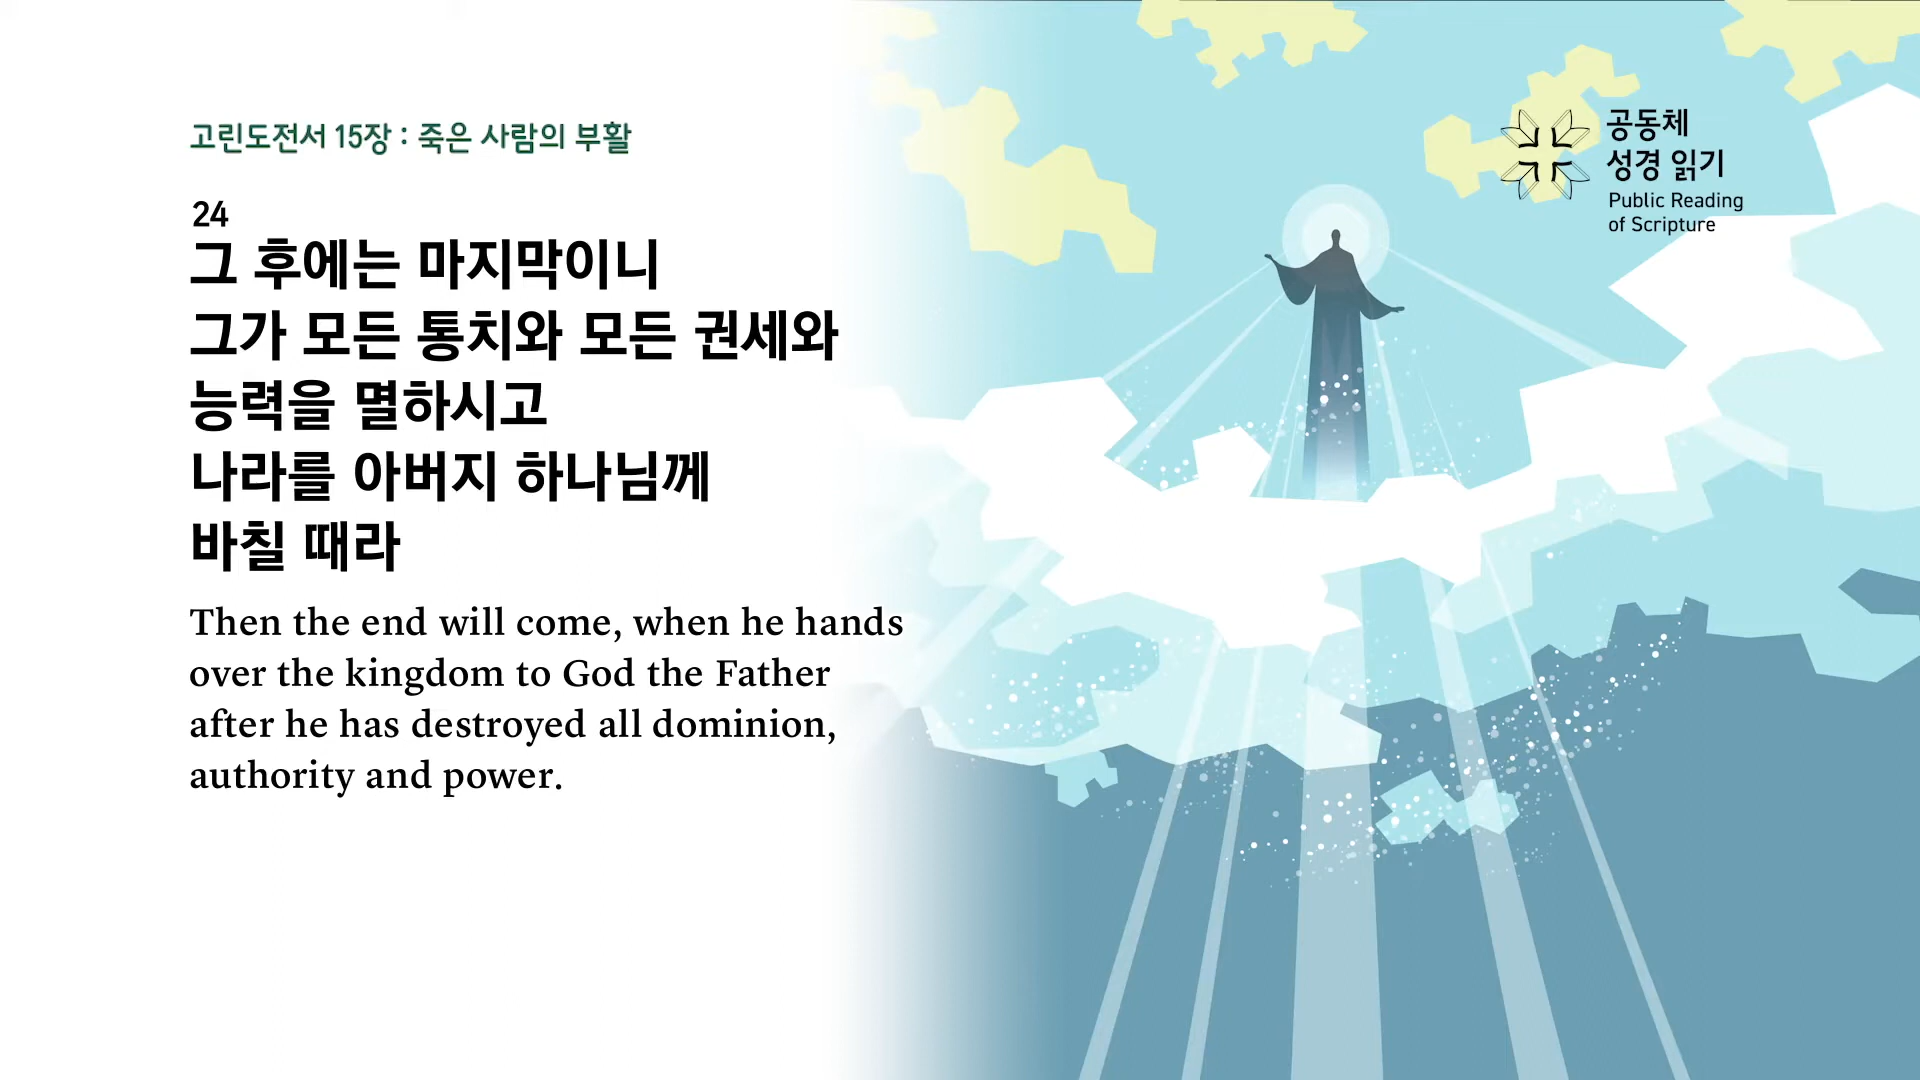 고린도전서 15장 : 죽은 사람의 부활
24
그 후에는 마지막이니
그가 모든 통치와 모든 권세와
능력을 멸하시고
나라를 아버지 하나님께
바칠 때라
Then the end will come, when he hands
over the kingdom to God the Father
after he has destroyed all dominion,
authority and power.
공동체
성경 읽기
Public Reading
of Scripture